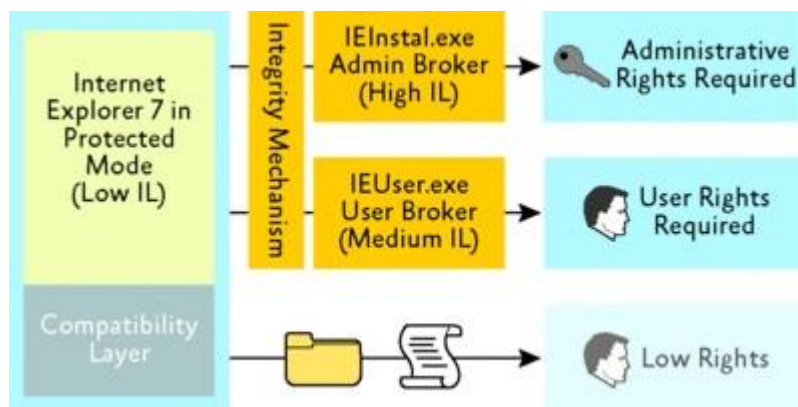 Internet
Explorer 7 in
Protected
Mode
(Low IL)
Compatibility
Layer
Integrity Mechanism
IEInstal.exe
Admin Broker
(High IL)
IEUser.exe
User Broker
(Medium IL)
Administrative
Rights Required
User Rights
Required
Low Rights